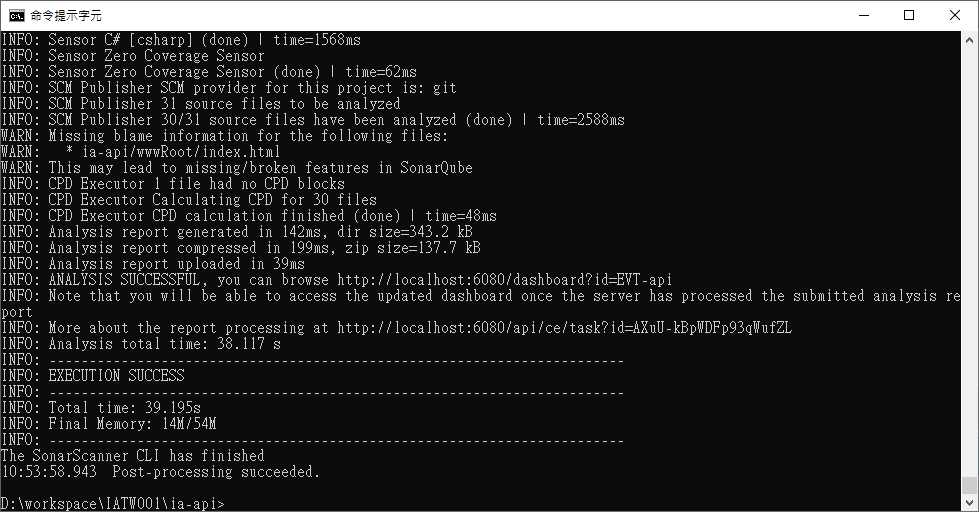 命令提示字元
INFO: Sensor C# [csharp] (done) | time=1568ms
INFO: Sensor Zero Coverage Sensor
INFO: Sensor Zero Coverage Sensor (done) | time=62ms
INFO: SCM Publisher SCM provider for this project is: git
INFO: SCM Publisher 31 source files to be analyzed
INFO: SCM Publisher 30/31 source files have been analyzed (done) | time=2588ms
WARN: Missing blame information for the following files:
WARN:   * ia-api/wwwRoot/index.html
WARN: This may lead to missing/broken features in SonarQube
INFO: CPD Executor 1 file had no CPD blocks
INFO: CPD Executor Calculating CPD for 30 files
INFO: CPD Executor CPD calculation finished (done) | time=48ms
INFO: Analysis report generated in 142ms, dir size=343.2 kB
INFO: Analysis report compressed in 199ms, zip size=137.7 kB
INFO: Analysis report uploaded in 39ms
INFO: ANALYSIS SUCCESSFUL, you can browse http://localhost:6080/dashboard?id=EVT-api
INFO: Note that you will be able to access the updated dashboard once the server has processed the submitted analysis re
port
INFO: More about the report processing at http://localhost:6080/api/ce/task?id=AXuU-kBpWDFp93qWufZL
INFO: Analysis total time: 38.117 s
INFO: ------------------------------------------------------------------------
INFO: EXECUTION SUCCESS
INFO: ------------------------------------------------------------------------
INFO: Total time: 39.195s
INFO: Final Memory: 14M/54M
INFO: ------------------------------------------------------------------------
The SonarScanner CLI has finished
10:53:58.943  Post-processing succeeded.
D:\workspace\IATW001\ia-api>